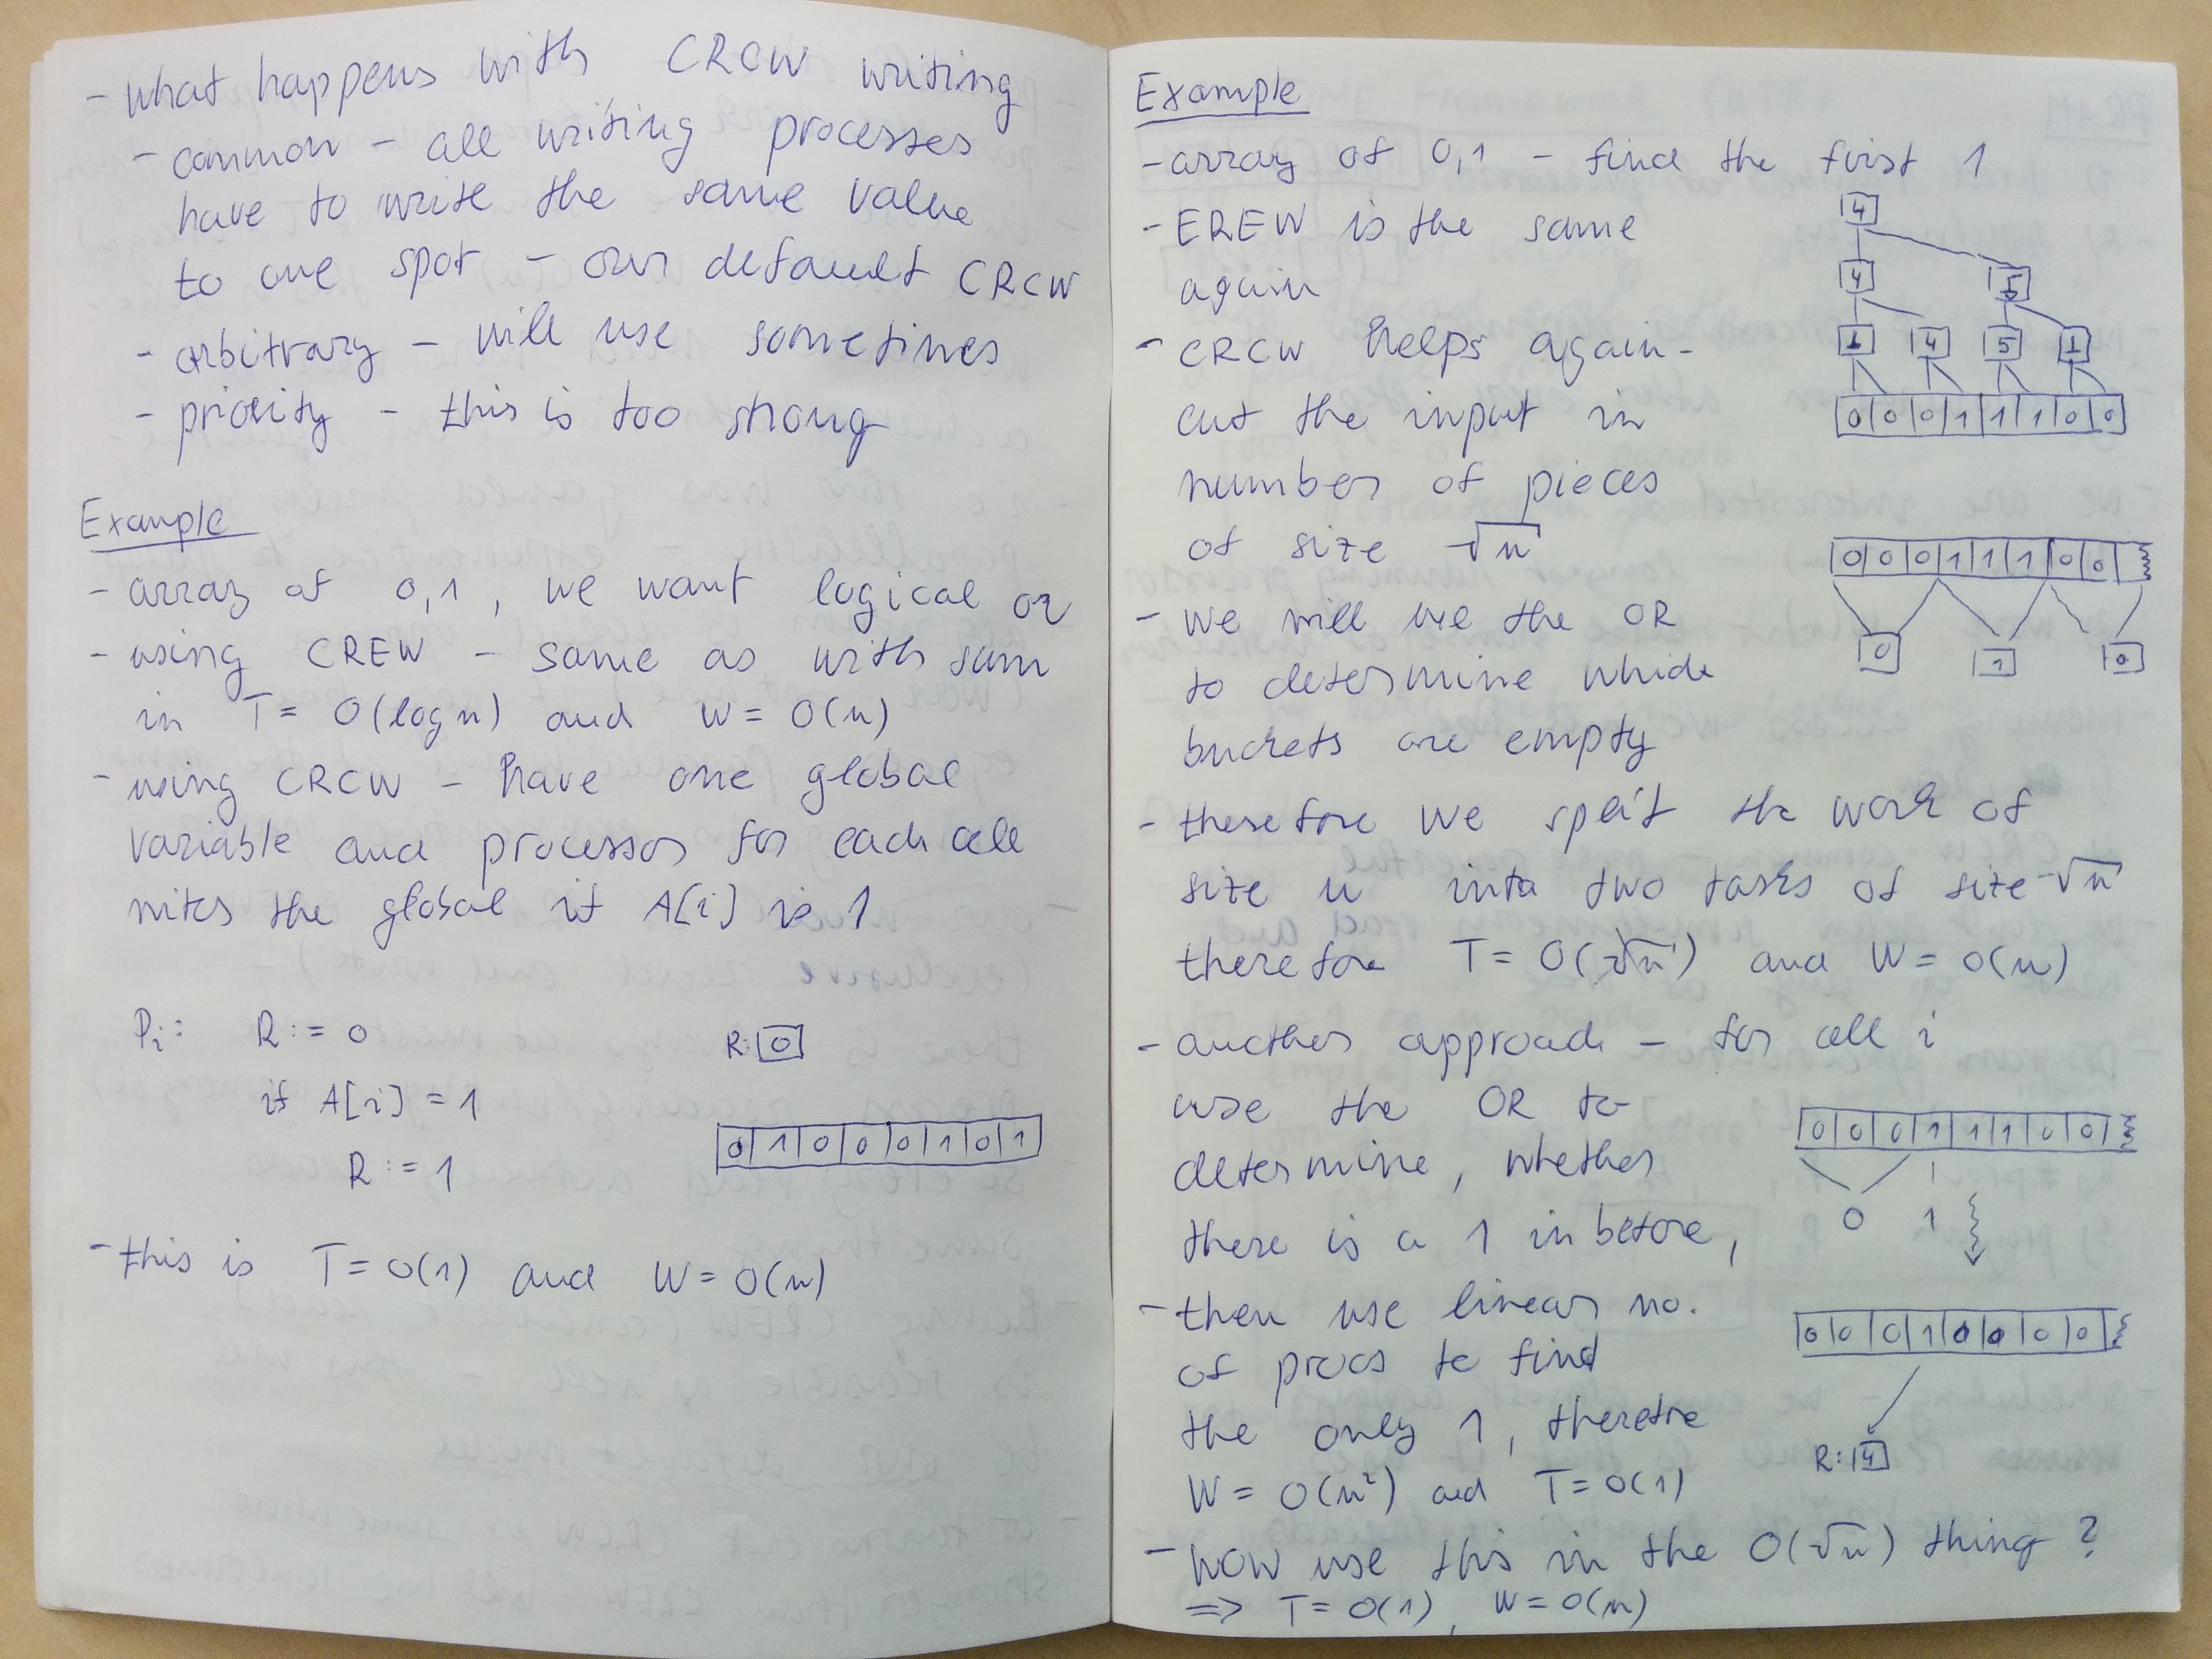 - what happens with CRCW writing
- common - all writing processes
have to write the same value
to one spot - our default CRCW
- arbitrary - will use sometimes
- priority - this is too strong
Example
- array of 0,1, we want logical or
- using CREW - same as with sum
in T = O(log n) and W = O(n)
- using CRCW - have one global
variable and processor for each cell
writes the global if A[i] is 1
Pi: R := 0
R: 0
if A[i] = 1
0 1 0 0 0 1 0 1
R := 1
- this is T = O(1) and W = O(n)
Example
- array of 0,1 - find the first 1
4
- EREW is the same
4 5
again
- CRCW helps again -
1 4 5 1
cut the input in
0 0 0 1 1 1 0 0
number of pieces
of size √n
0 0 0 1 1 1 0 0
- we will use the OR
0 1 0
to determine which
buckets are empty
- therefore we split the work of
size n into two tasks of size √n
therefore T = O(√n) and W = O(n)
- another approach - for all i
use the OR to
0 0 0 1 1 1 0 0
determine, whether
0 1
there is a 1 in before,
- then use linear no.
0 0 0 1 0 0 0 0
of procs to find
the only 1, therefore
R: 4
W = O(n²) and T = O(1)
- now use this in the O(√n) thing?
=> T = O(1), W = O(n)